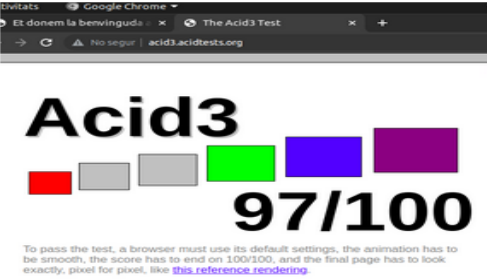 tivitats Google Chrome
Et donem la benvinguda a The Acid3 Test
No segur acid3.acidtests.org
Acid3
97/100
To pass the test, a browser must use its default settings, the animation has to
be smooth, the score has to end on 100/100, and the final page has to look
exactly, pixel for pixel, like this reference rendering.